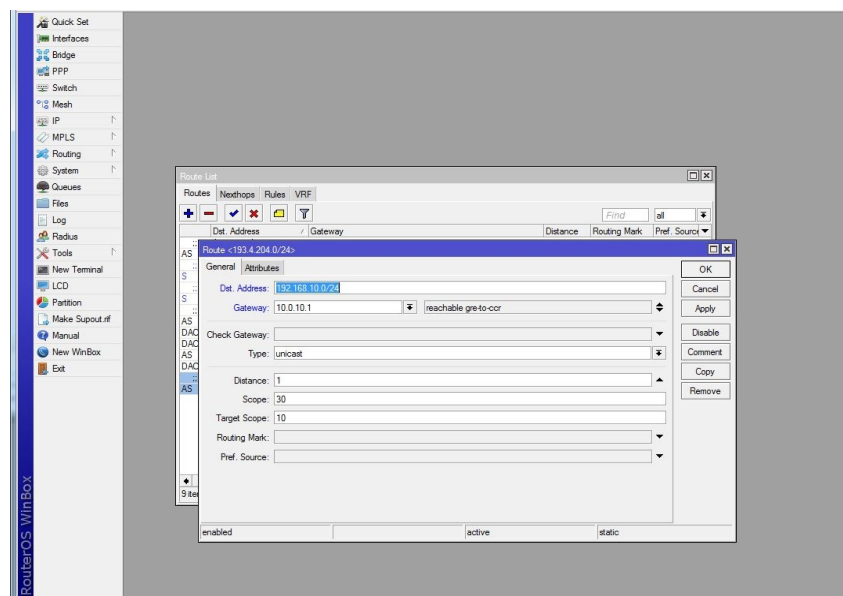 Quick Set
Interfaces
Bridge
PPP
Switch
Mesh
IP
MPLS
Routing
System
Queues
Files
Log
Radius
Tools
New Terminal
LCD
Partition
Make Supout.rif
Manual
New WinBox
Exit
RouterOS WinBox
Route List
Routes Nexthops Rules VRF
Find all
Dst. Address / Gateway Distance Routing Mark Pref. Source
AS
S
S
AS
DAC
DAC
AS
DAC
AS
9 iter
Route <193.4.204.0/24>
General Attributes
Dst. Address: 192.168.10.0/24
Gateway: 10.0.10.1 reachable gre-to-ccr
Check Gateway:
Type: unicast
Distance: 1
Scope: 30
Target Scope: 10
Routing Mark:
Pref. Source:
OK
Cancel
Apply
Disable
Comment
Copy
Remove
enabled active static